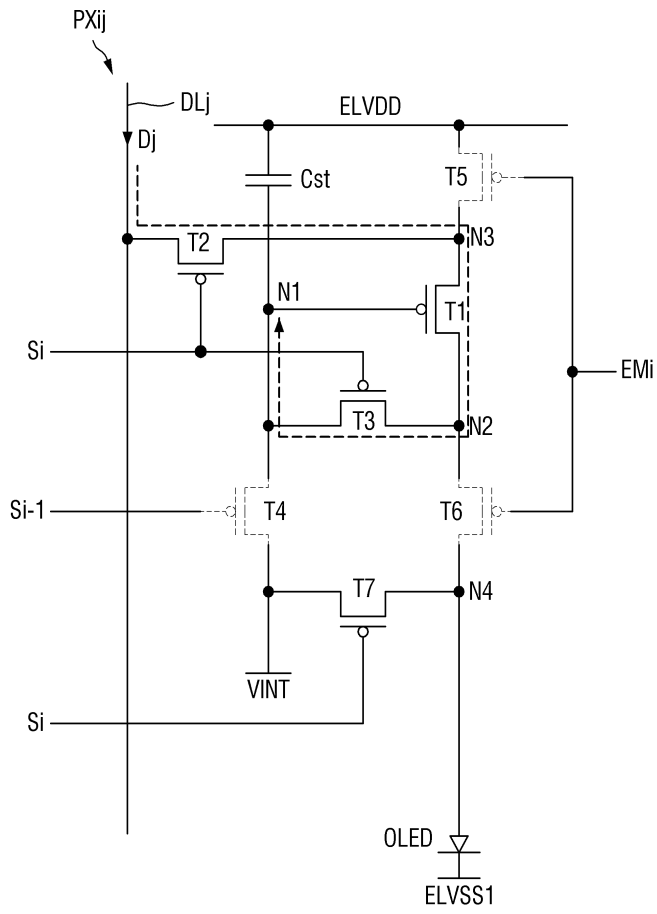 PXij
DLj
ELVDD
Dj
Cst
T5
T2
N3
N1
T1
Si
EMi
T3
N2
Si-1
T4
T6
T7
N4
VINT
Si
OLED
ELVSS1